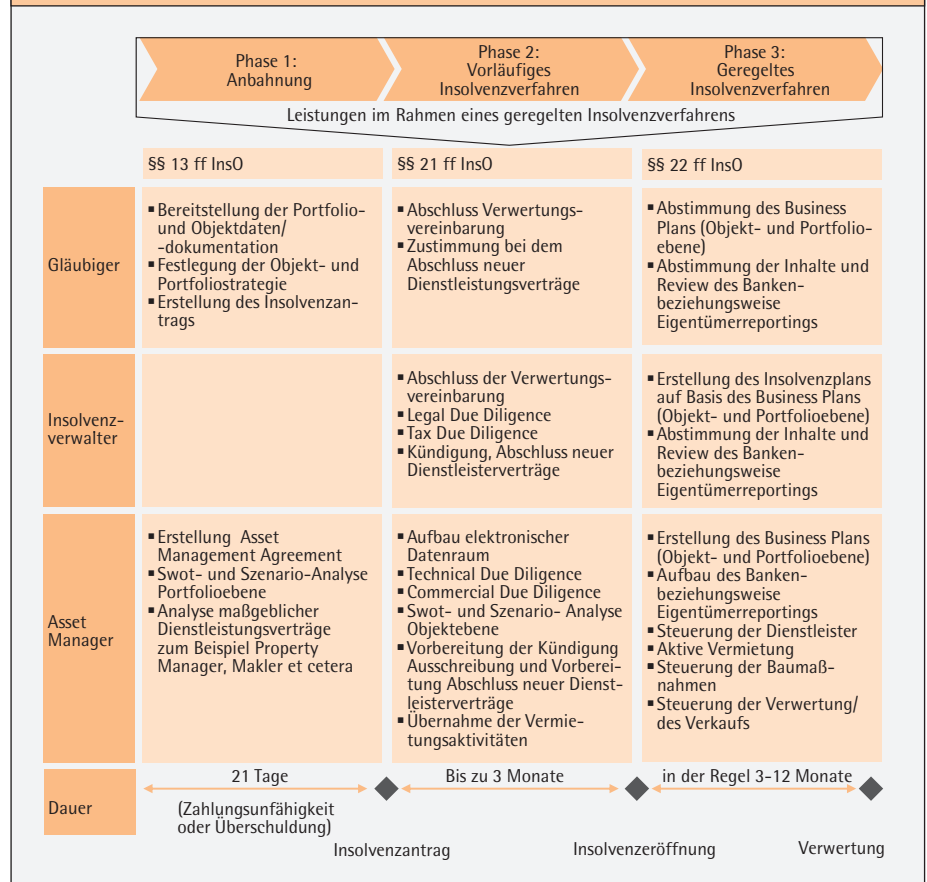 Phase 1:
Anbahnung
Phase 2:
Vorläufiges
Insolvenzverfahren
Phase 3:
Geregeltes
Insolvenzverfahren
Leistungen im Rahmen eines geregelten Insolvenzverfahrens
§§ 13 ff InsO
§§ 21 ff InsO
§§ 22 ff InsO
Gläubiger
▪ Bereitstellung der Portfolio-
und Objektdaten/
-dokumentation
▪ Festlegung der Objekt- und
Portfoliostrategie
▪ Erstellung des Insolvenzan-
trags
▪ Abschluss Verwertungs-
vereinbarung
▪ Zustimmung bei dem
Abschluss neuer
Dienstleistungsverträge
▪ Abstimmung des Business
Plans (Objekt- und Portfolio-
ebene)
▪ Abstimmung der Inhalte und
Review des Banken-
beziehungsweise
Eigentümerreportings
Insolvenz-
verwalter
▪ Abschluss der Verwertungs-
vereinbarung
▪ Legal Due Diligence
▪ Tax Due Diligence
▪ Kündigung, Abschluss neuer
Dienstleisterverträge
▪ Erstellung des Insolvenzplans
auf Basis des Business Plans
(Objekt- und Portfolioebene)
▪ Abstimmung der Inhalte und
Review des Banken-
beziehungsweise
Eigentümerreportings
Asset
Manager
▪ Erstellung Asset
Management Agreement
▪ Swot- und Szenario-Analyse
Portfolioebene
▪ Analyse maßgeblicher
Dienstleistungsverträge
zum Beispiel Property
Manager, Makler et cetera
▪ Aufbau elektronischer
Datenraum
▪ Technical Due Diligence
▪ Commercial Due Diligence
▪ Swot- und Szenario- Analyse
Objektebene
▪ Vorbereitung der Kündigung
Ausschreibung und Vorberei-
tung Abschluss neuer Dienst-
leisterverträge
▪ Übernahme der Vermie-
tungsaktivitäten
▪ Erstellung des Business Plans
(Objekt- und Portfolioebene)
▪ Aufbau des Banken-
beziehungsweise
Eigentümerreportings
▪ Steuerung der Dienstleister
▪ Aktive Vermietung
▪ Steuerung der Baumaß-
nahmen
▪ Steuerung der Verwertung/
des Verkaufs
Dauer
21 Tage
(Zahlungsunfähigkeit
oder Überschuldung)
Bis zu 3 Monate
in der Regel 3-12 Monate
Insolvenzantrag
Insolvenzeröffnung
Verwertung